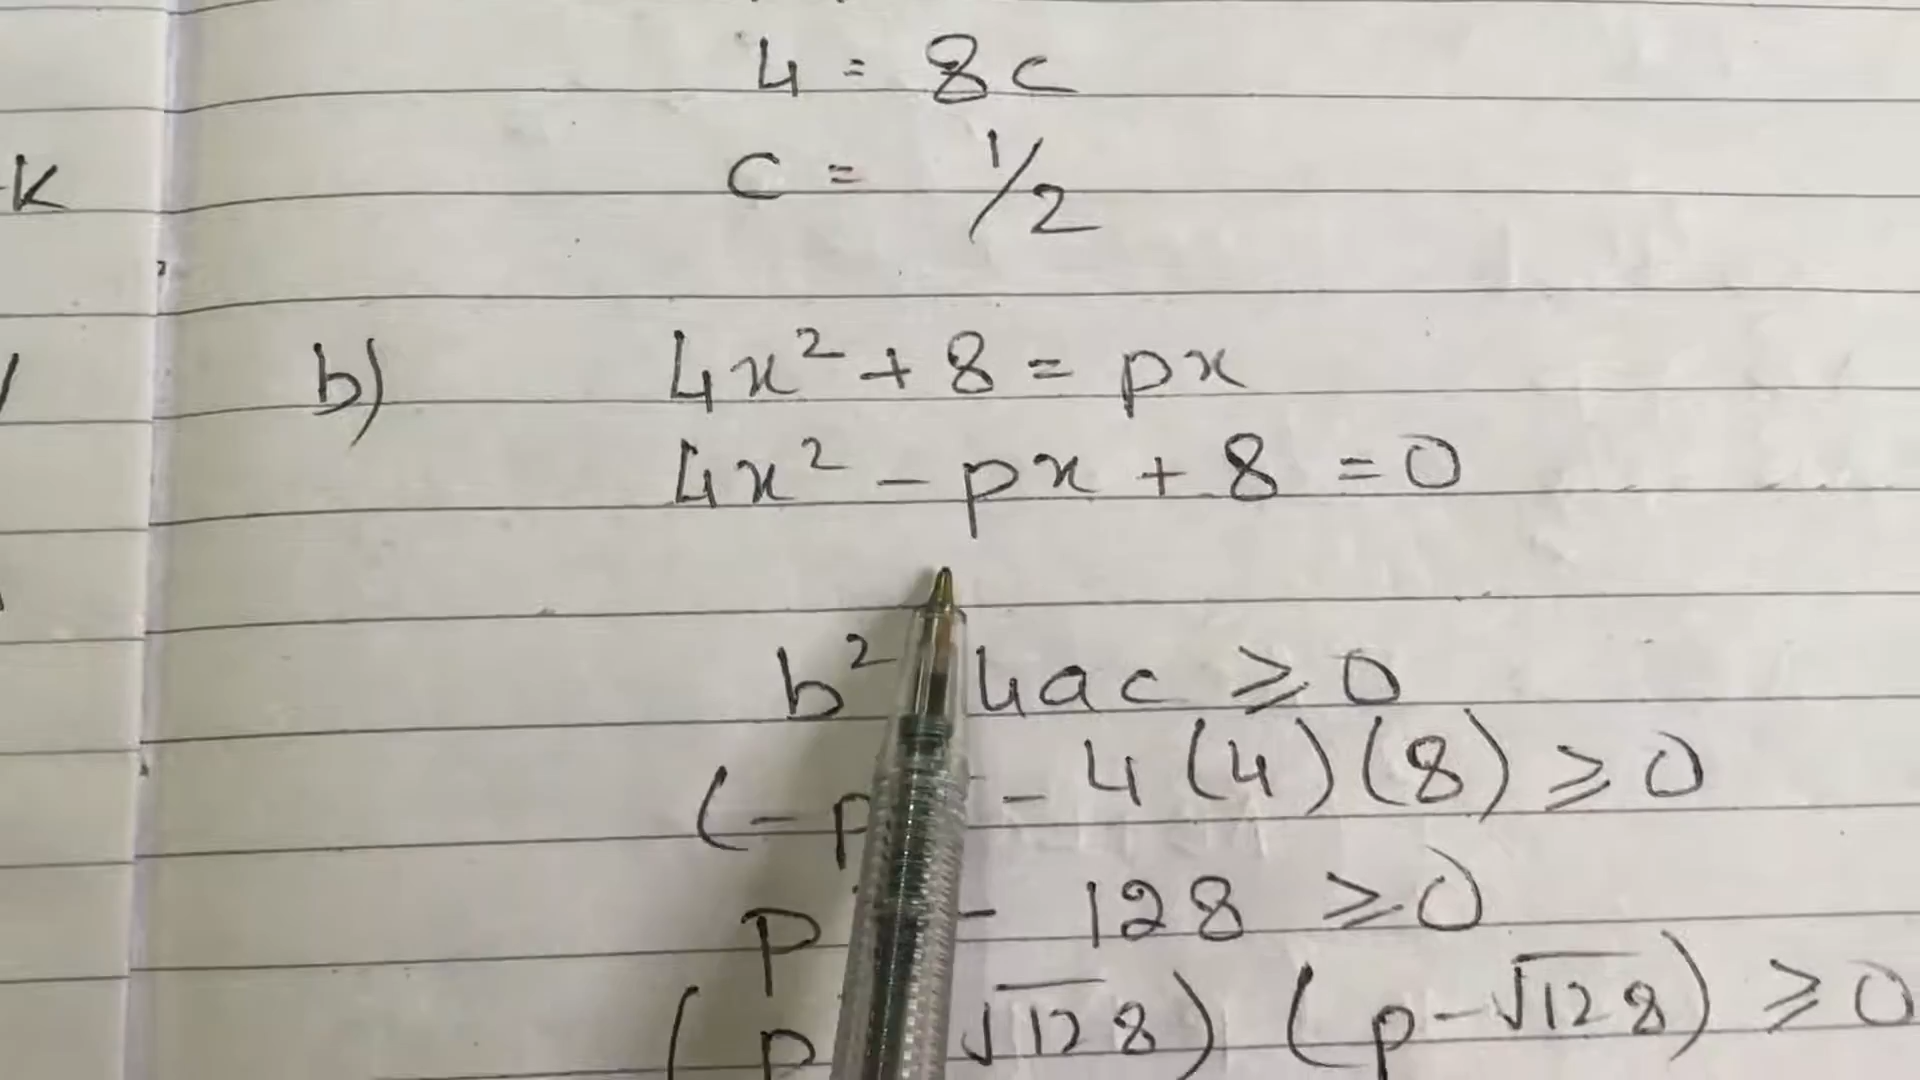 4 = 8c
c = 1/2
-K
b) 4x² + 8 = px
4x² - px + 8 = 0
b² 4ac ≥ 0
(-p - 4(4)(8) ≥ 0
p - 128 ≥ 0
(p √128) (p - √128) ≥ 0